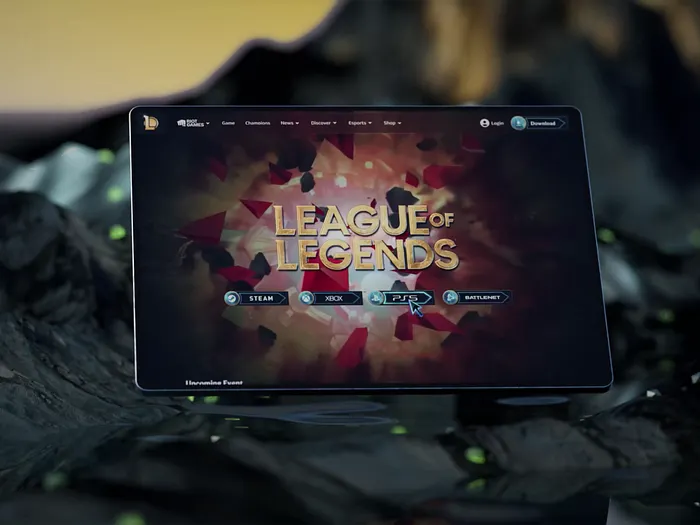 RIOT GAMES Game Champions News Discover Esports Shop Login Download
LEAGUE OF
LEGENDS
STEAM XBOX PS5 BATTLENET
Upcoming Event